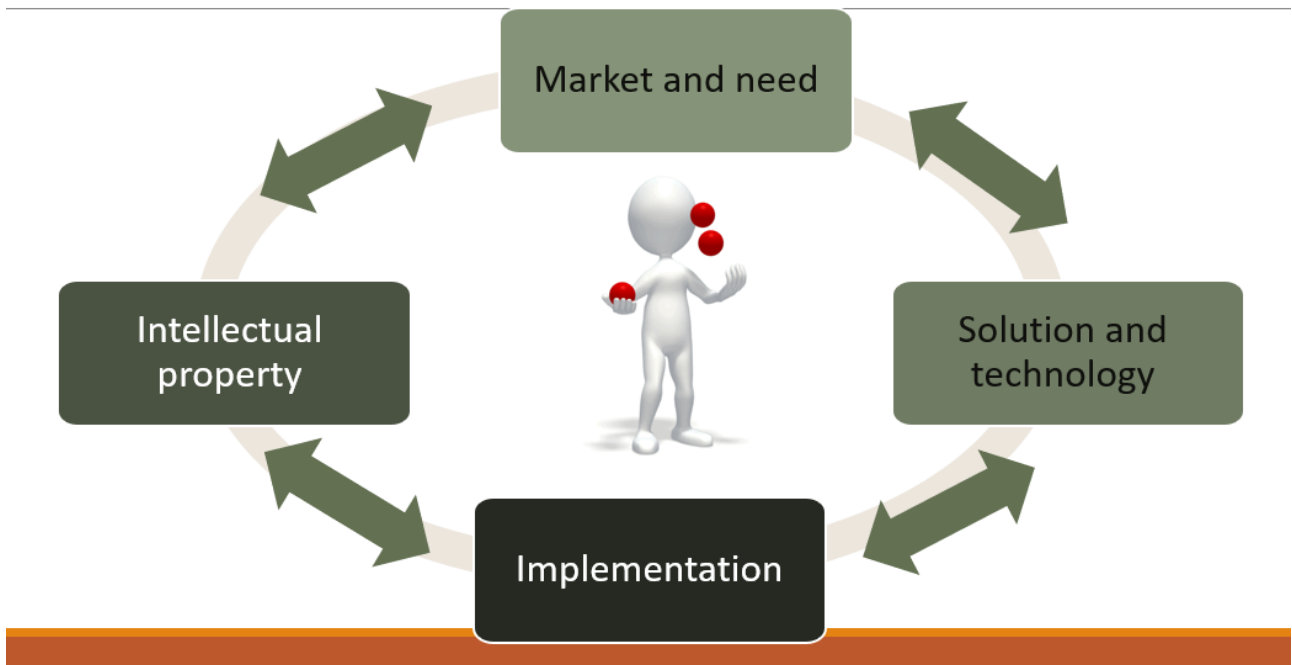 Market and need
Intellectual
property
Solution and
technology
Implementation